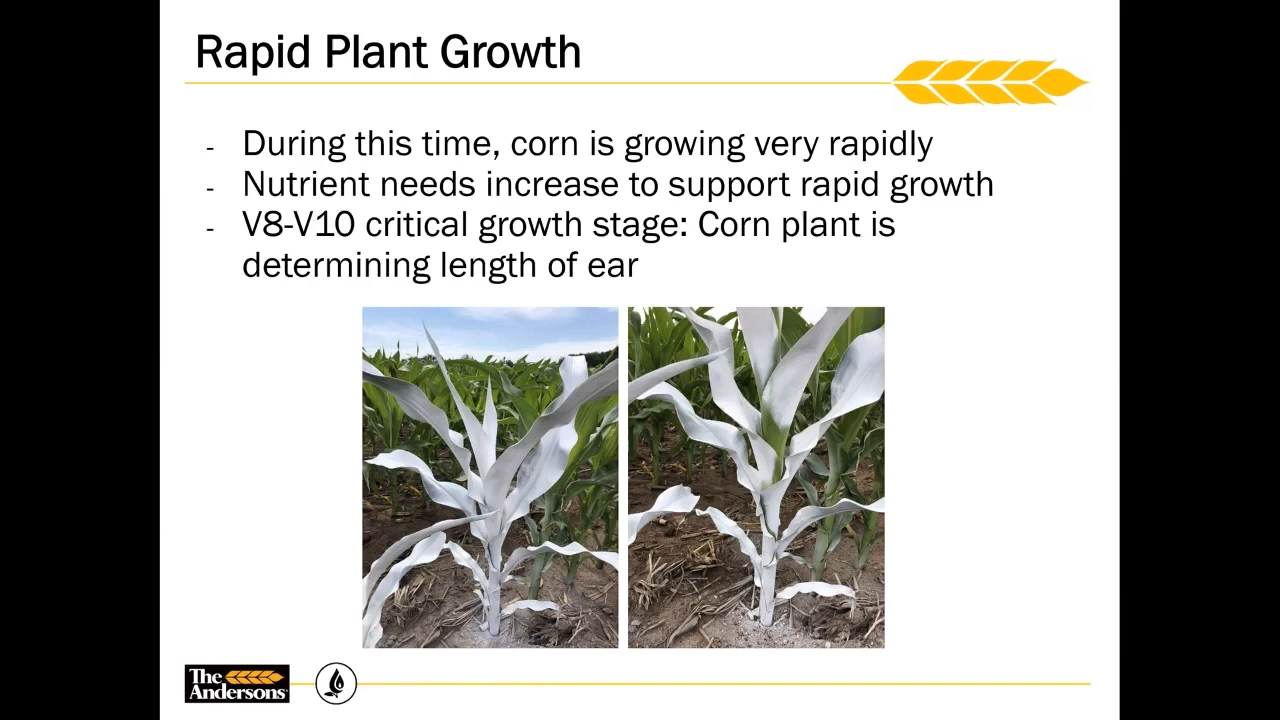 Rapid Plant Growth
- During this time, corn is growing very rapidly
- Nutrient needs increase to support rapid growth
- V8-V10 critical growth stage: Corn plant is
determining length of ear
The
Andersons